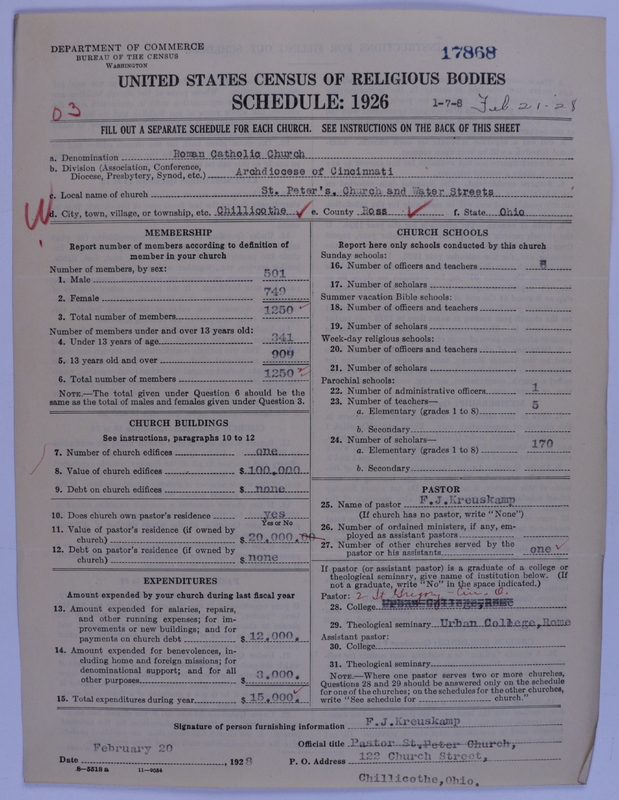 DEPARTMENT OF COMMERCE
BUREAU OF THE CENSUS
WASHINGTON
17868
UNITED STATES CENSUS OF RELIGIOUS BODIES
SCHEDULE: 1926
1-7-8 Feb. 21-28
D3
FILL OUT A SEPARATE SCHEDULE FOR EACH CHURCH. SEE INSTRUCTIONS ON THE BACK OF THIS SHEET
a. Denomination Roman Catholic Church
b. Division (Association, Conference, Diocese, Presbytery, Synod, etc.) Archdiocese of Cincinnati
c. Local name of church St. Peter's, Church and Water Streets
d. City, town, village, or township, etc. Chillicothe e. County Ross f. State Ohio
MEMBERSHIP
Report number of members according to definition of
member in your church
Number of members, by sex:
1. Male 501
2. Female 749
3. Total number of members 1250
Number of members under and over 13 years old:
4. Under 13 years of age 341
5. 13 years old and over 909
6. Total number of members 1250
NOTE.—The total given under Question 6 should be
same as the total of males and females given under Question 3.
CHURCH BUILDINGS
See instructions, paragraphs 10 to 12
7. Number of church edifices one
8. Value of church edifices $ 100,000
9. Debt on church edifices $ none
10. Does church own pastor's residence yes
Yes or No
11. Value of pastor's residence (if owned by
church) $ 20,000.00
12. Debt on pastor's residence (if owned by
church) $ none
EXPENDITURES
Amount expended by your church during last fiscal year
13. Amount expended for salaries, repairs,
and other running expenses; for im-
provements or new buildings; and for
payments on church debt $ 12,000.
14. Amount expended for benevolences, in-
cluding home and foreign missions; for
denominational support; and for all
other purposes $ 3,000.
15. Total expenditures during year $ 15,000.
CHURCH SCHOOLS
Report here only schools conducted by this church
Sunday schools:
16. Number of officers and teachers
17. Number of scholars
Summer vacation Bible schools:
18. Number of officers and teachers
19. Number of scholars
Week-day religious schools:
20. Number of officers and teachers
21. Number of scholars
Parochial schools:
22. Number of administrative officers 1
23. Number of teachers—
a. Elementary (grades 1 to 8) 5
b. Secondary
24. Number of scholars—
a. Elementary (grades 1 to 8) 170
b. Secondary
PASTOR
25. Name of pastor F.J.Kreuskamp
(If church has no pastor, write "None")
26. Number of ordained ministers, if any, em-
ployed as assistant pastors
27. Number of other churches served by the
pastor or his assistants one
If pastor (or assistant pastor) is a graduate of a college or
theological seminary, give name of institution below. (If
not a graduate, write "No" in the space indicated.)
Pastor: 2 St Gregory Cin. O.
28. College Urban College,Rome
29. Theological seminary Urban College,Rome
Assistant pastor:
30. College
31. Theological seminary
NOTE.—Where one pastor serves two or more churches,
Questions 28 and 29 should be answered only on the schedule
for one of the churches; on the schedules for the other churches,
write "See schedule for church."
Signature of person furnishing information F.J.Kreuskamp
Official title Pastor St.Peter Church,
Date February 20, 1928 P. O. Address 122 Church Street,
8—5518 a 11—9034
Chillicothe,Ohio.